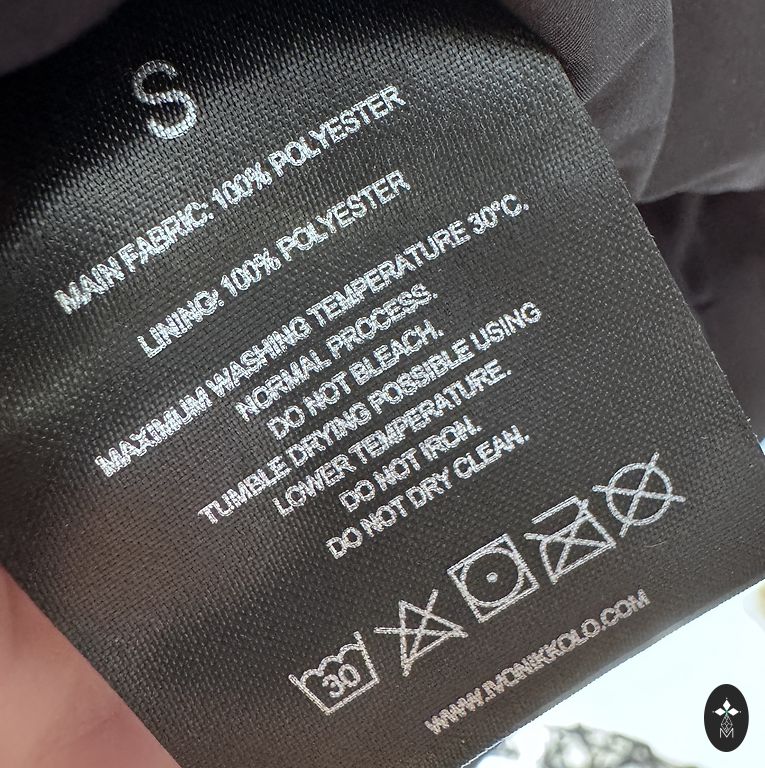 S
MAIN FABRIC: 100% POLYESTER
LINING: 100% POLYESTER
MAXIMUM WASHING TEMPERATURE 30°C.
NORMAL PROCESS.
DO NOT BLEACH.
TUMBLE DRYING POSSIBLE USING
LOWER TEMPERATURE.
DO NOT IRON.
DO NOT DRY CLEAN.
30
WWW.IVONIKKOLO.COM